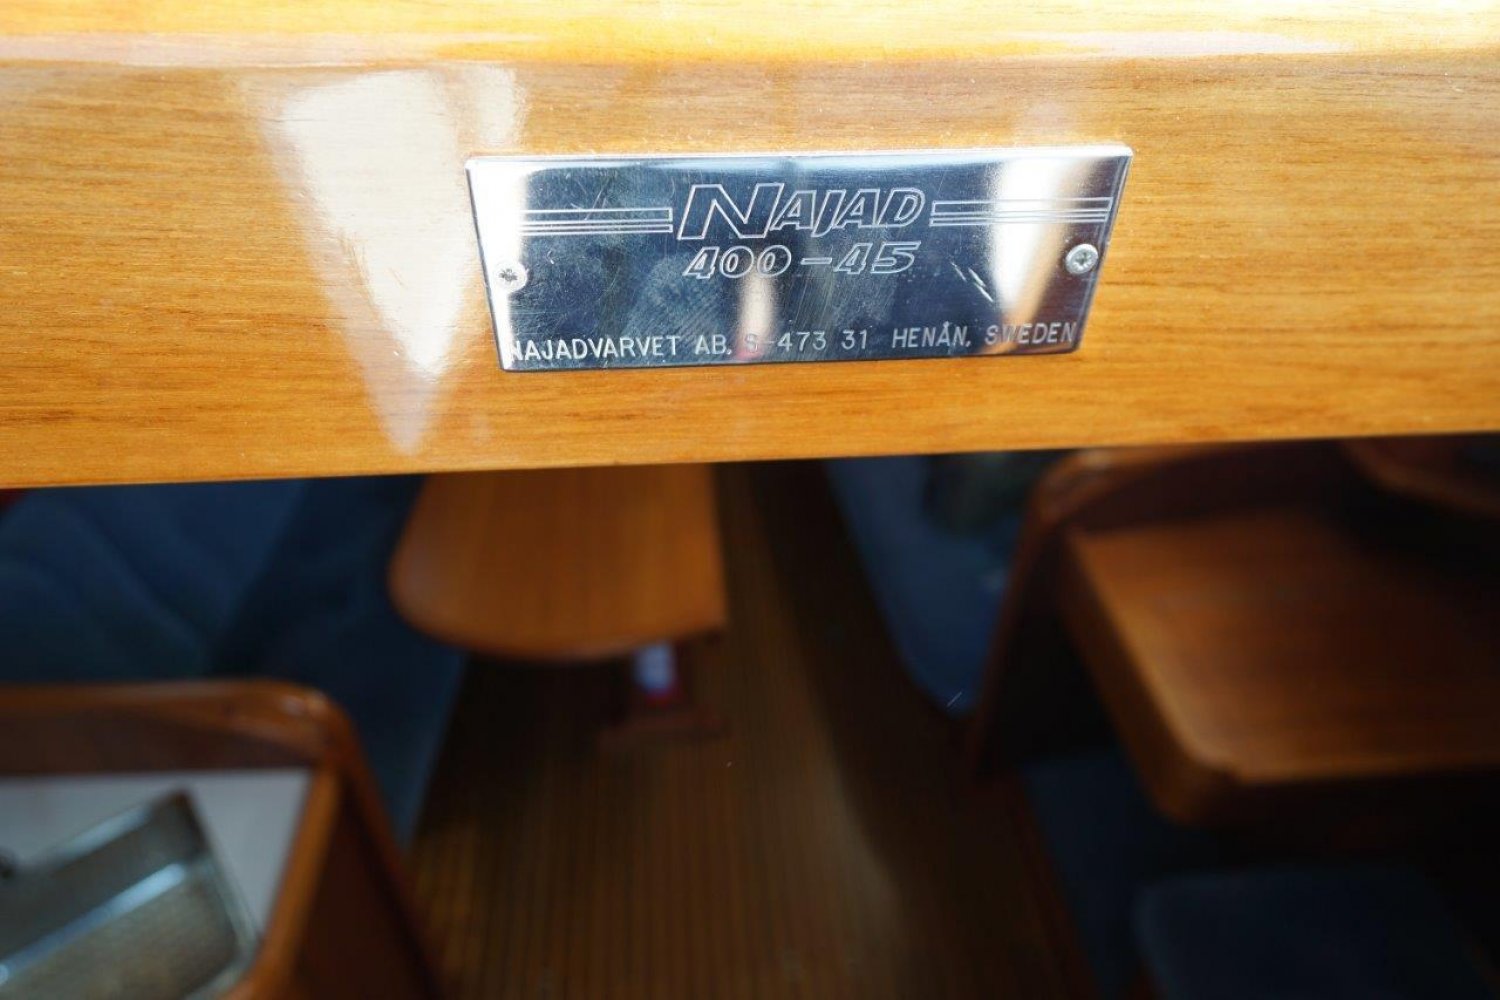 NAJAD
400-45
NAJADVARVET AB, S-473 31 HENÅN, SWEDEN